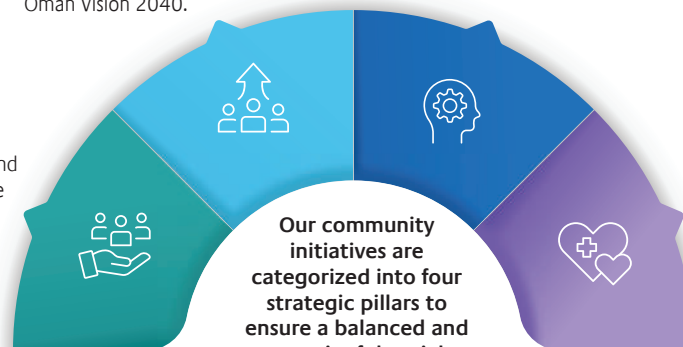 Oman Vision 2040.
nd
e
Our community
initiatives are
categorized into four
strategic pillars to
ensure a balanced and